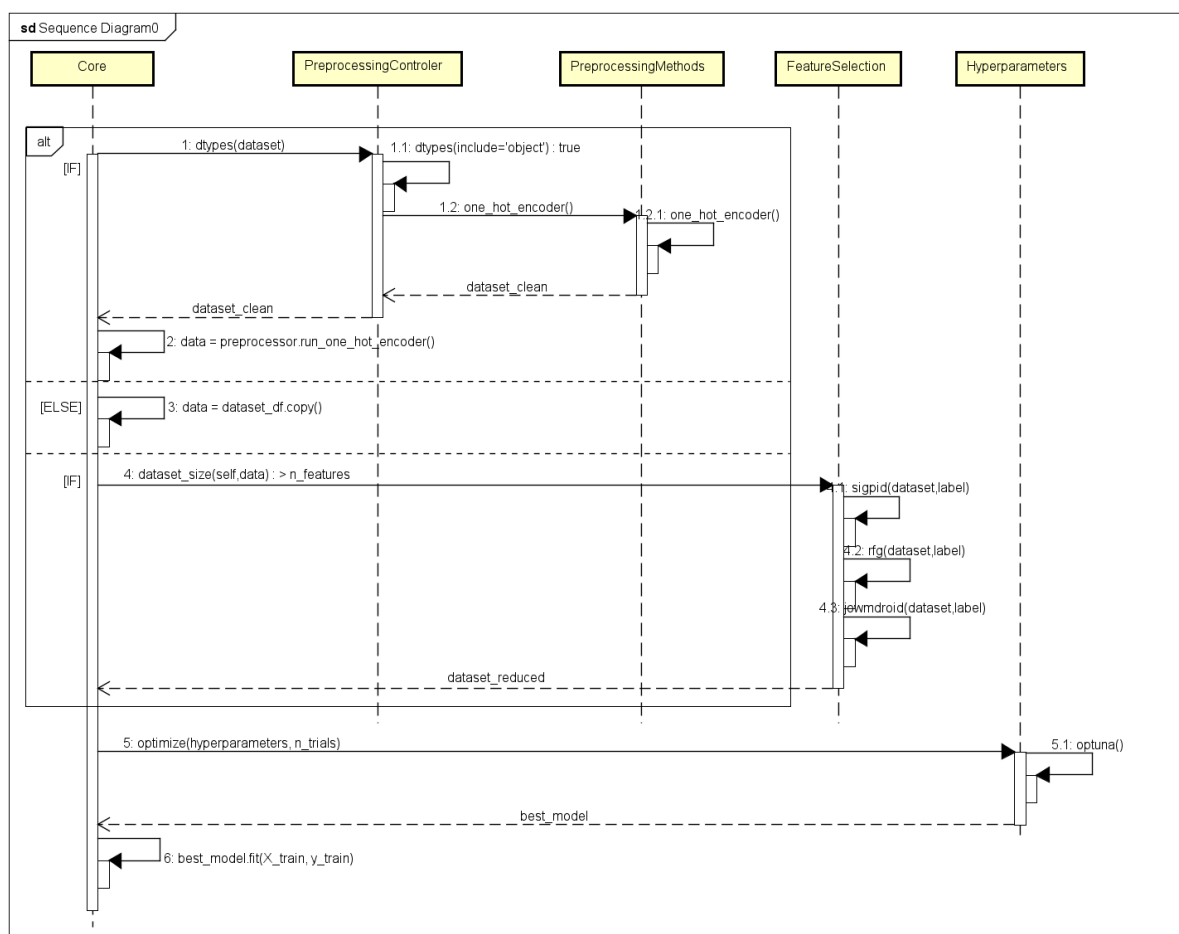 sd Sequence Diagram0
Core
PreprocessingControler
PreprocessingMethods
FeatureSelection
Hyperparameters
alt
[IF]
1: dtypes(dataset)
1.1: dtypes(include='object') : true
1.2: one_hot_encoder()
1.2.1: one_hot_encoder()
dataset_clean
dataset_clean
2: data = preprocessor.run_one_hot_encoder()
[ELSE]
3: data = dataset_df.copy()
[IF]
4: dataset_size(self,data) : > n_features
4.1: sigpid(dataset,label)
4.2: rfg(dataset,label)
4.3: jowmdroid(dataset,label)
dataset_reduced
5: optimize(hyperparameters, n_trials)
5.1: optuna()
best_model
6: best_model.fit(X_train, y_train)